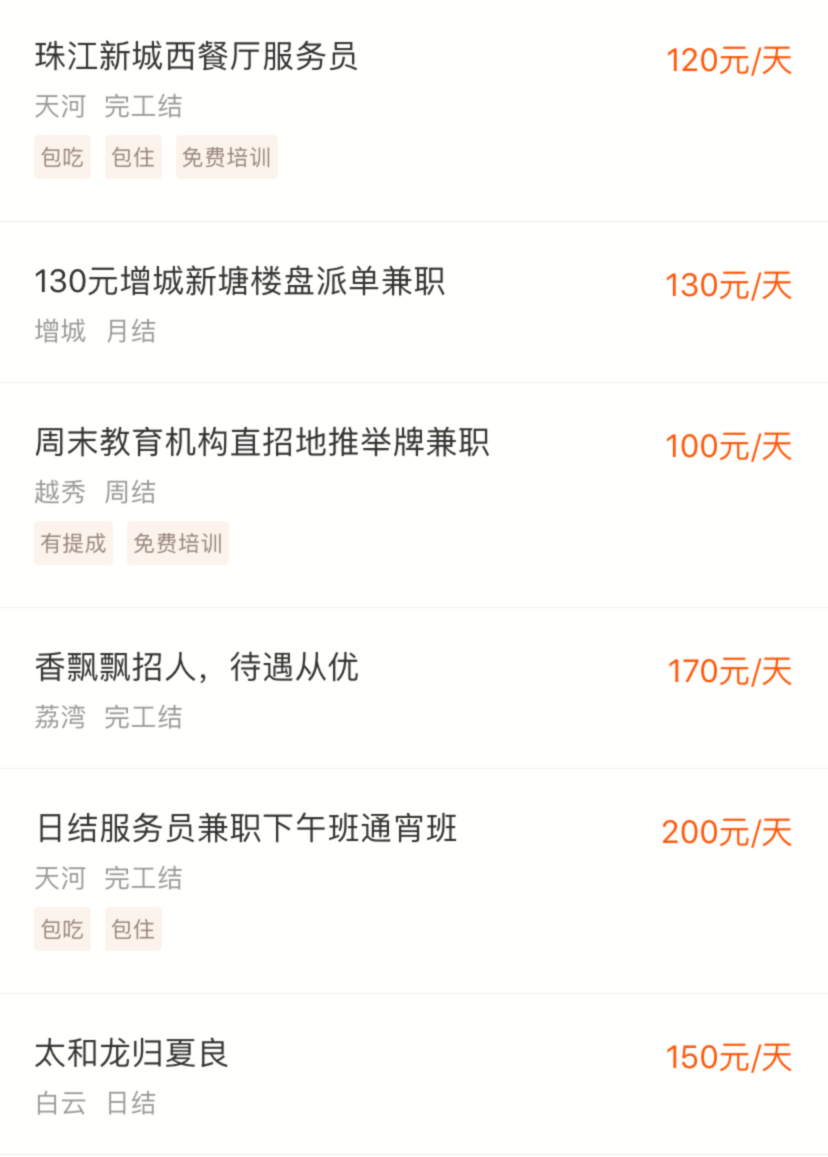 珠江新城西餐厅服务员 120元/天
天河 完工结
包吃 包住 免费培训
130元增城新塘楼盘派单兼职 130元/天
增城 月结
周末教育机构直招地推举牌兼职 100元/天
越秀 周结
有提成 免费培训
香飘飘招人，待遇从优 170元/天
荔湾 完工结
日结服务员兼职下午班通宵班 200元/天
天河 完工结
包吃 包住
太和龙归夏良 150元/天
白云 日结